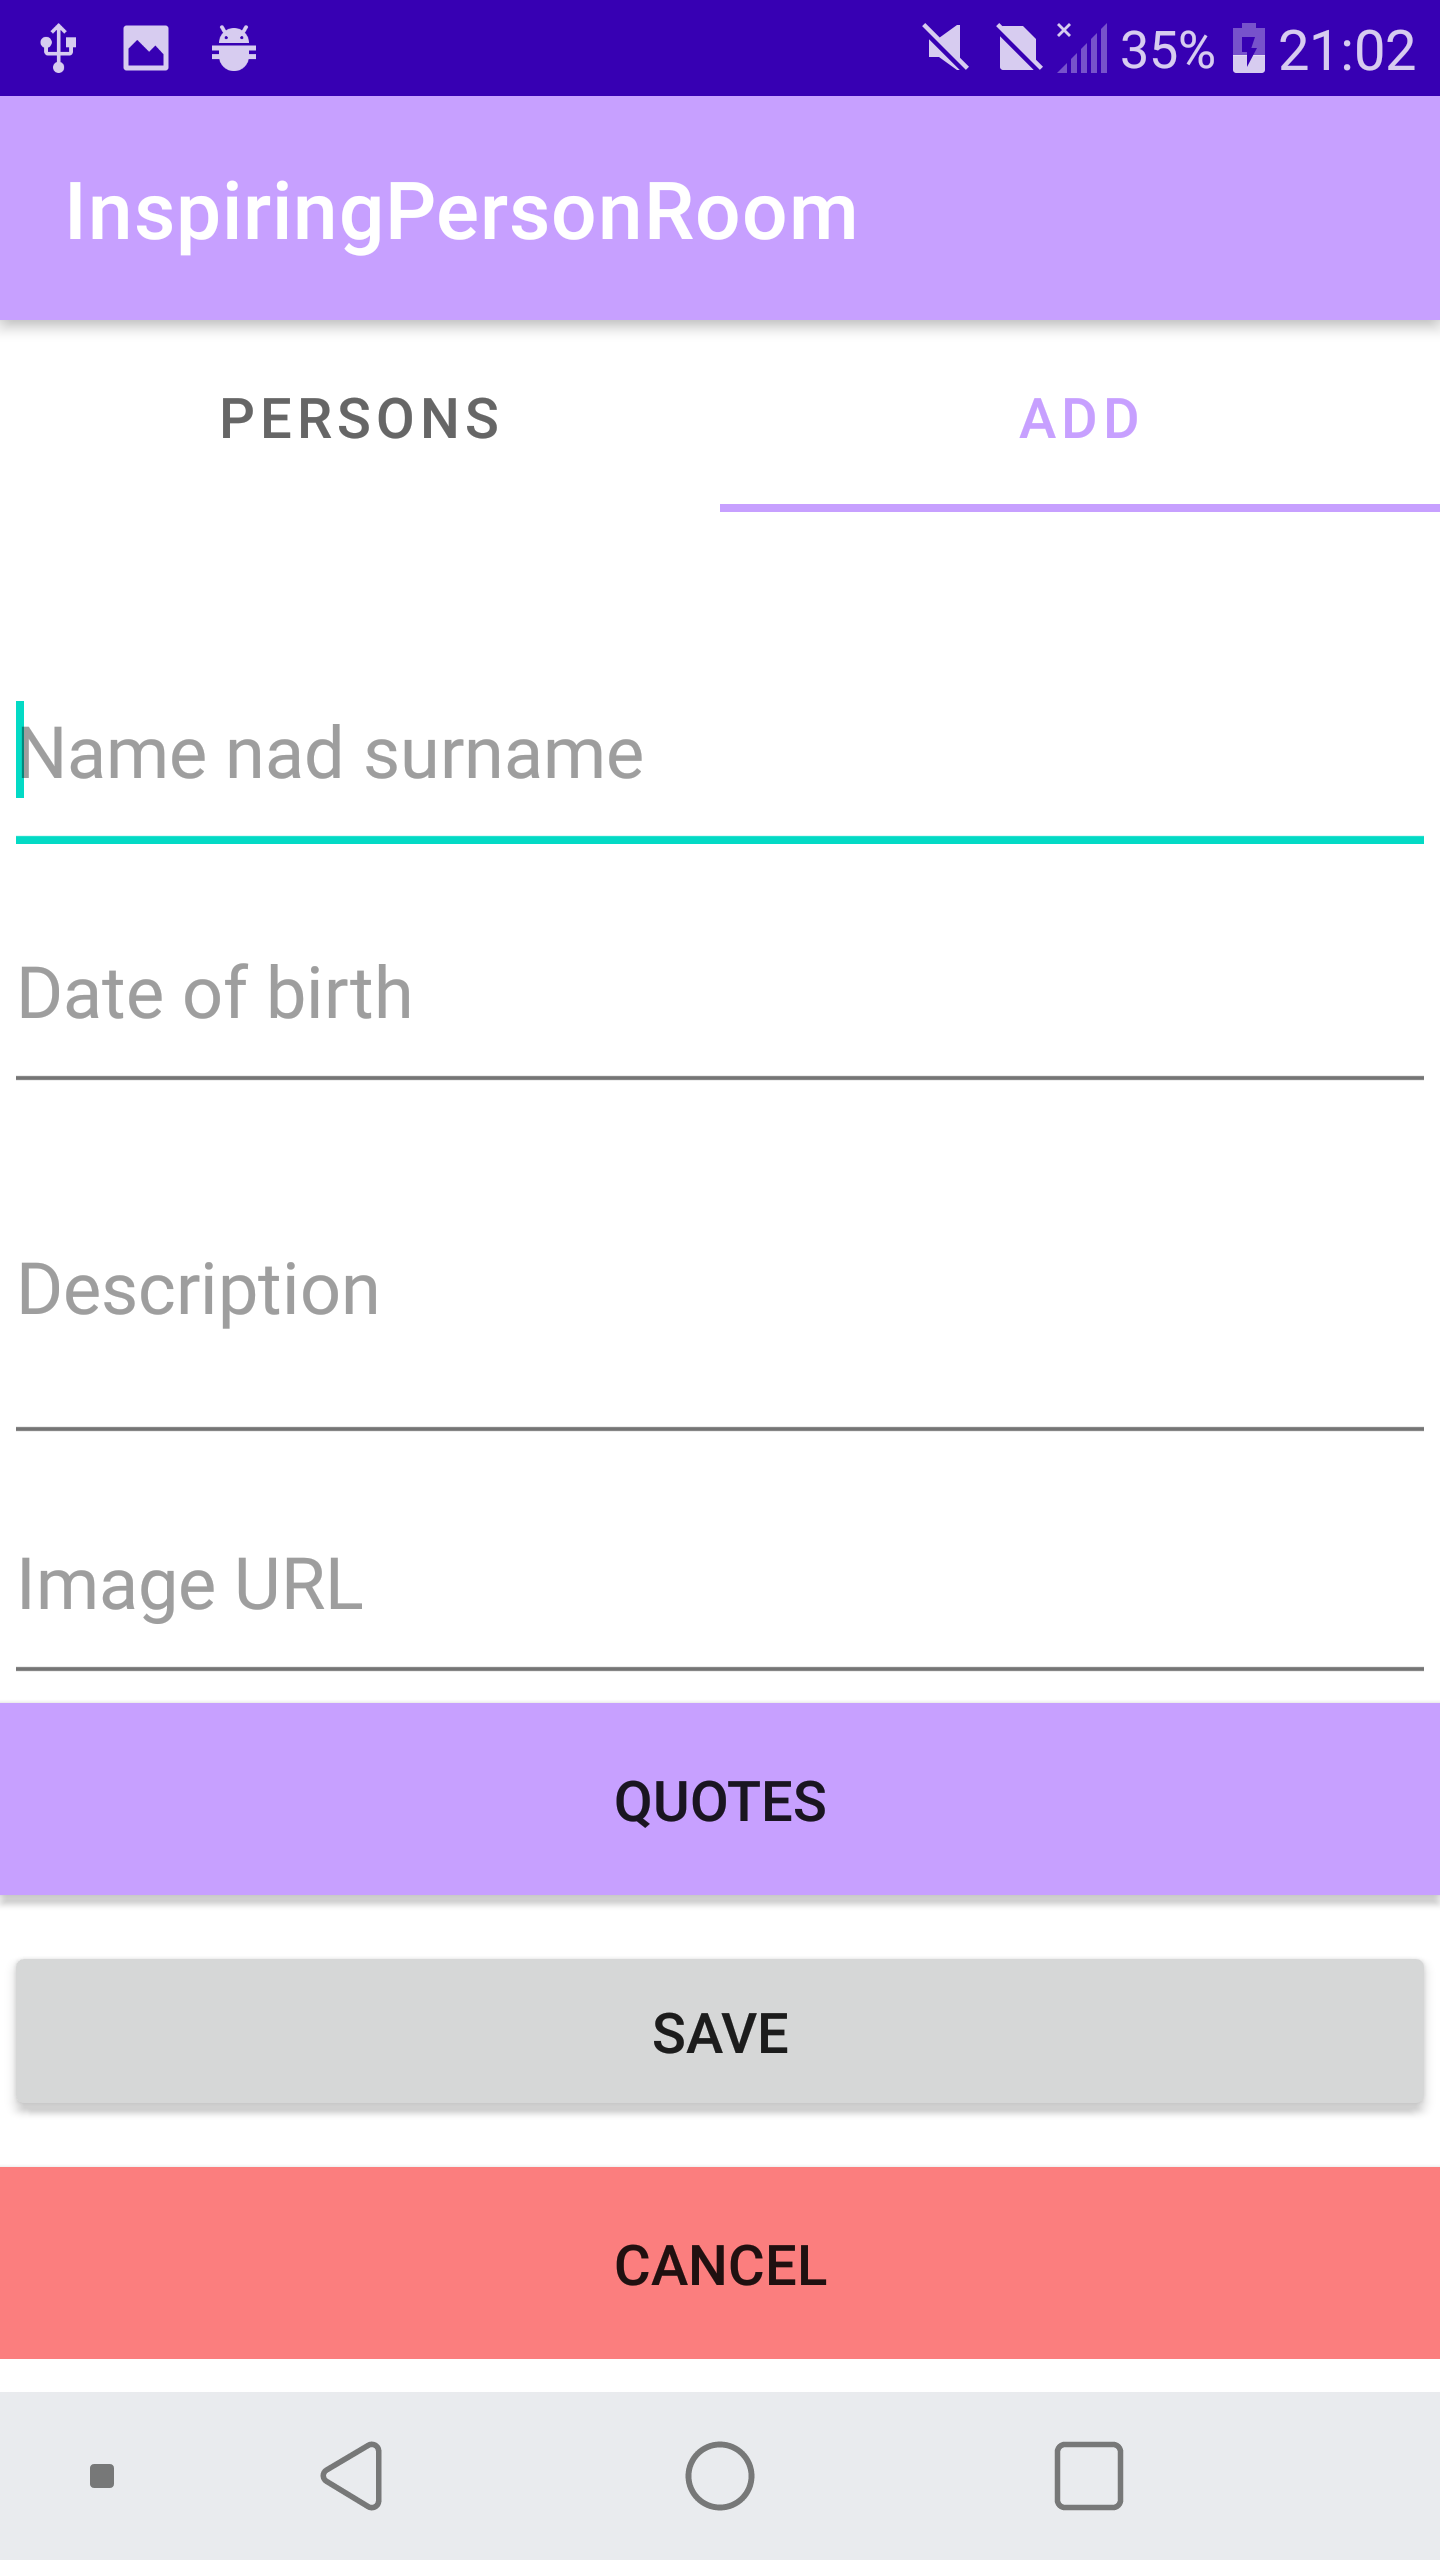 35% 21:02
InspiringPersonRoom
PERSONS ADD
Name nad surname
Date of birth
Description
Image URL
QUOTES
SAVE
CANCEL